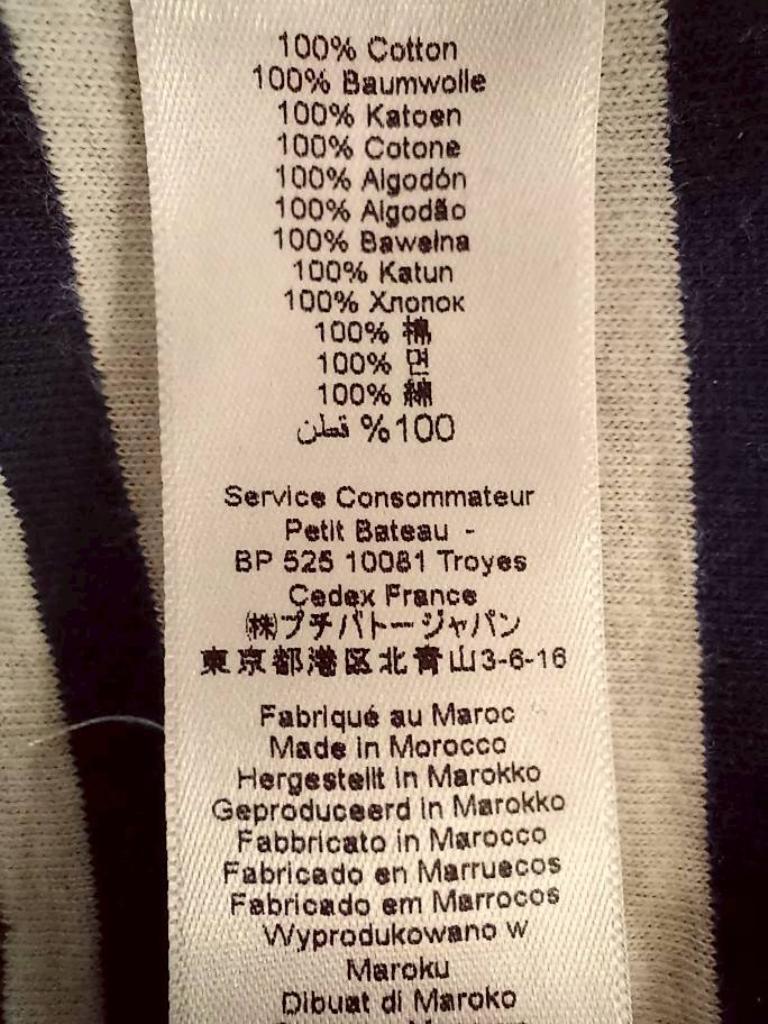 100% Cotton
100% Baumwolle
100% Katoen
100% Cotone
100% Algodón
100% Algodão
100% Bawełna
100% Katun
100% Хлопок
100% 棉
100% 면
100% 綿
100% قطن
Service Consommateur
Petit Bateau -
BP 525 10081 Troyes
Cedex France
㈱プチバトージャパン
東京都港区北青山3-6-16
Fabriqué au Maroc
Made in Morocco
Hergestellt in Marokko
Geproduceerd in Marokko
Fabbricato in Marocco
Fabricado en Marruecos
Fabricado em Marrocos
Wyprodukowano w
Maroku
Dibuat di Maroko